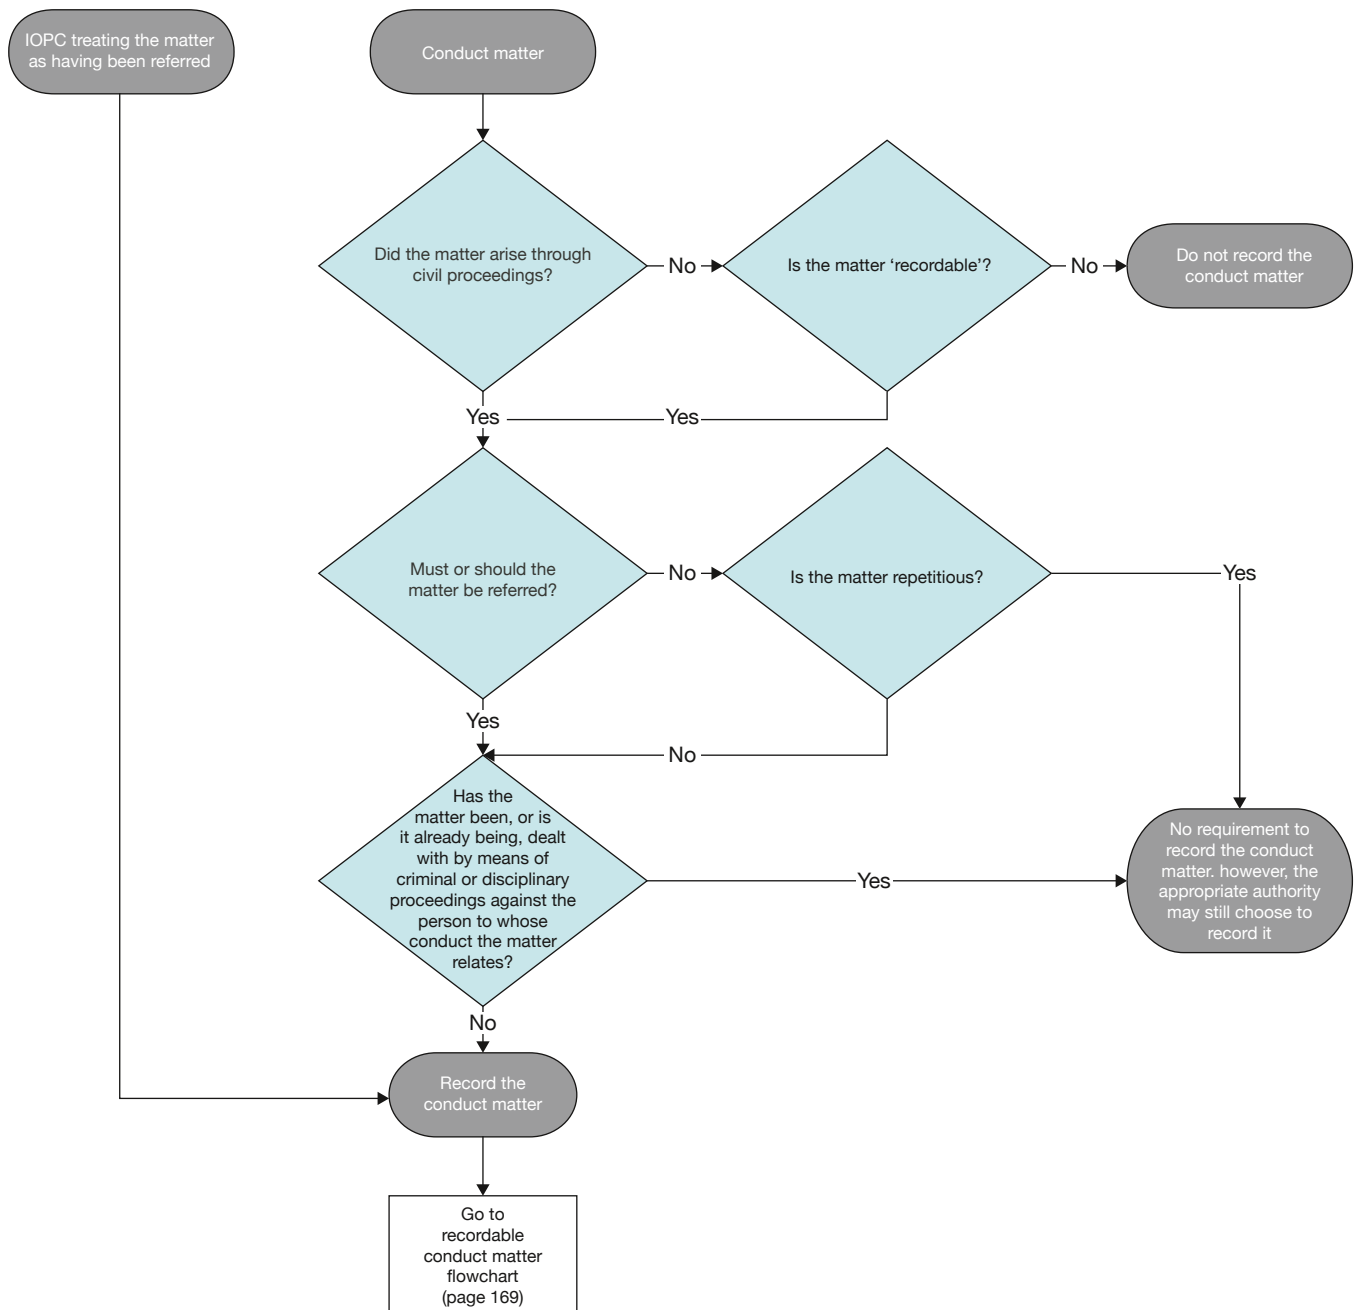 IOPC treating the matter
as having been referred
Conduct matter
Did the matter arise through
civil proceedings?
No
Is the matter ‘recordable’?
No
Do not record the
conduct matter
Yes
Yes
Must or should the
matter be referred?
No
Is the matter repetitious?
Yes
Yes
No
Has the
matter been, or is
it already being, dealt
with by means of
criminal or disciplinary
proceedings against the
person to whose
conduct the matter
relates?
Yes
No requirement to
record the conduct
matter. however, the
appropriate authority
may still choose to
record it
No
Record the
conduct matter
Go to
recordable
conduct matter
flowchart
(page 169)